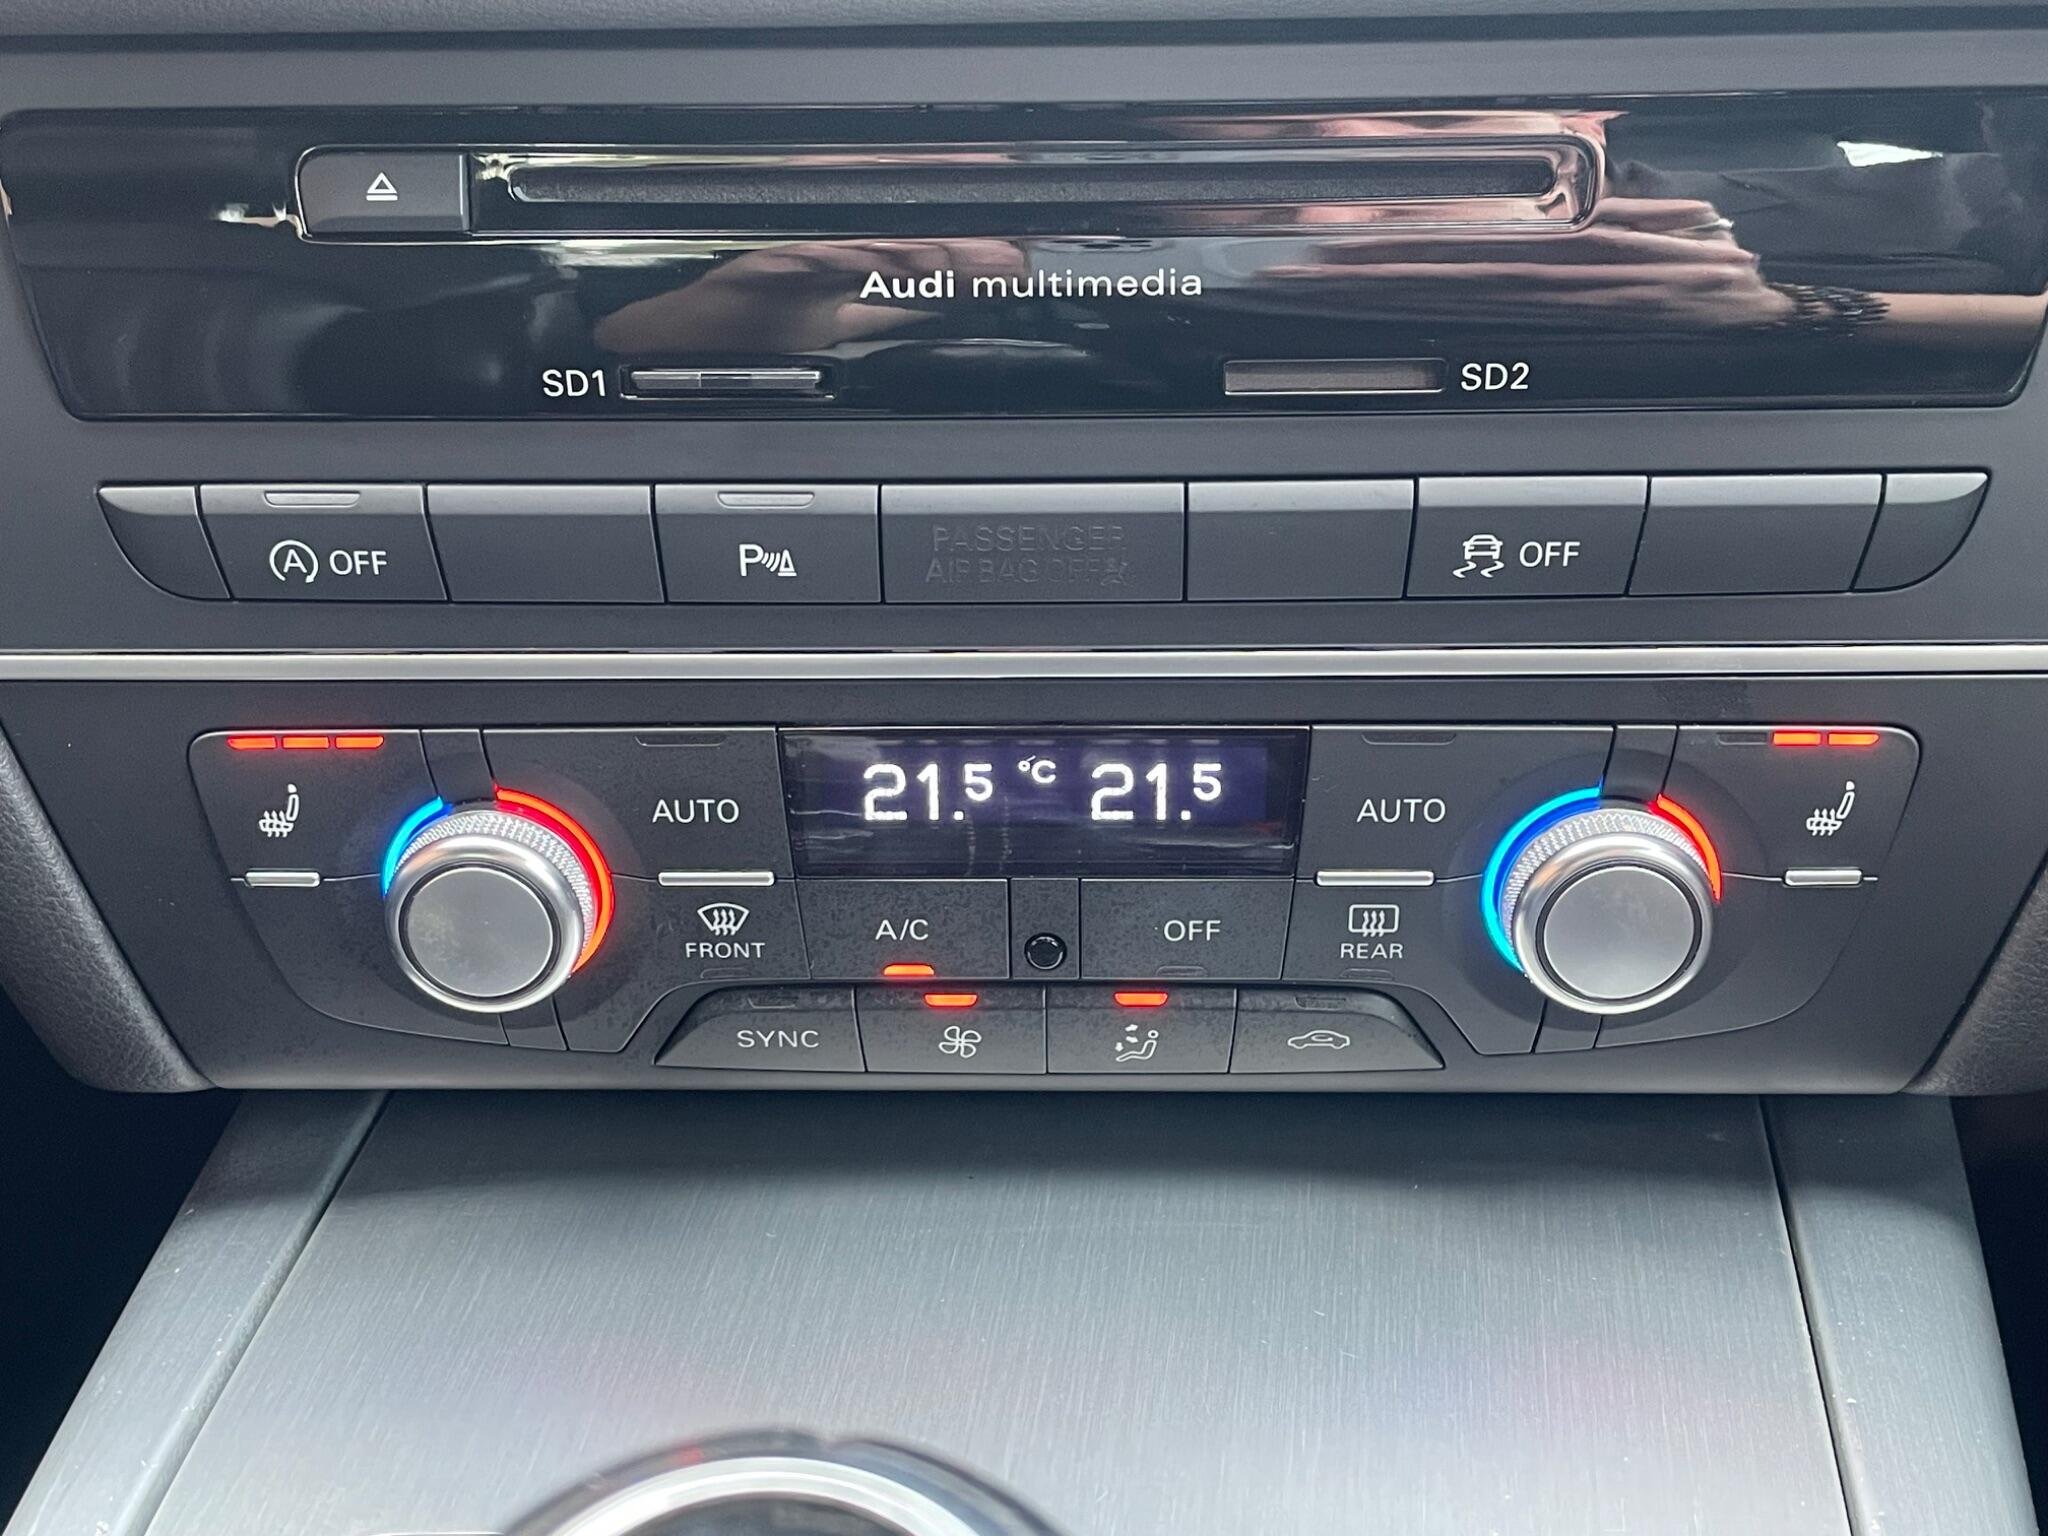 Audi multimedia
SD1
SD2
A OFF
P
PASSENGER
AIR BAG OFF
OFF
21.5 °C 21.5
AUTO
AUTO
FRONT
A/C
OFF
REAR
SYNC